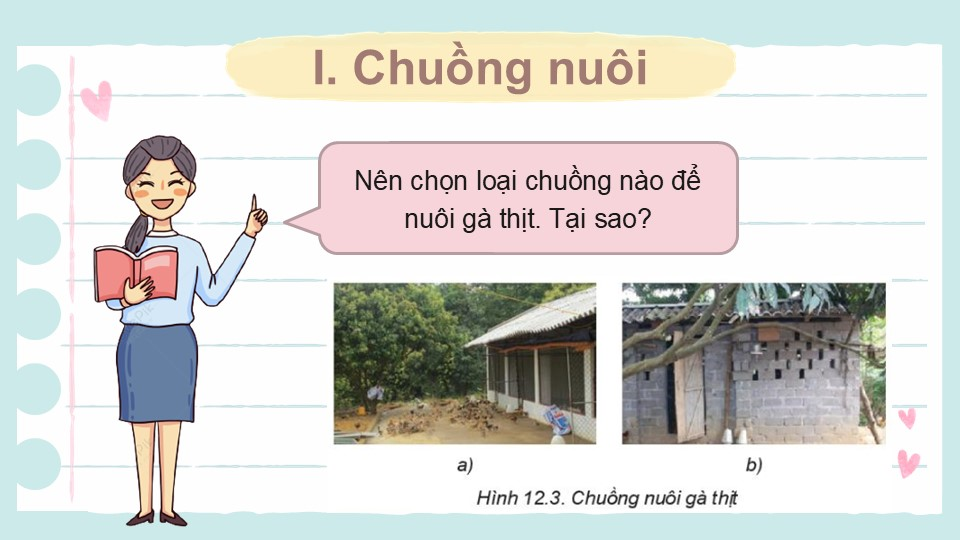 I. Chuồng nuôi
Nên chọn loại chuồng nào để
nuôi gà thịt. Tại sao?
a)
b)
Hình 12.3. Chuồng nuôi gà thịt